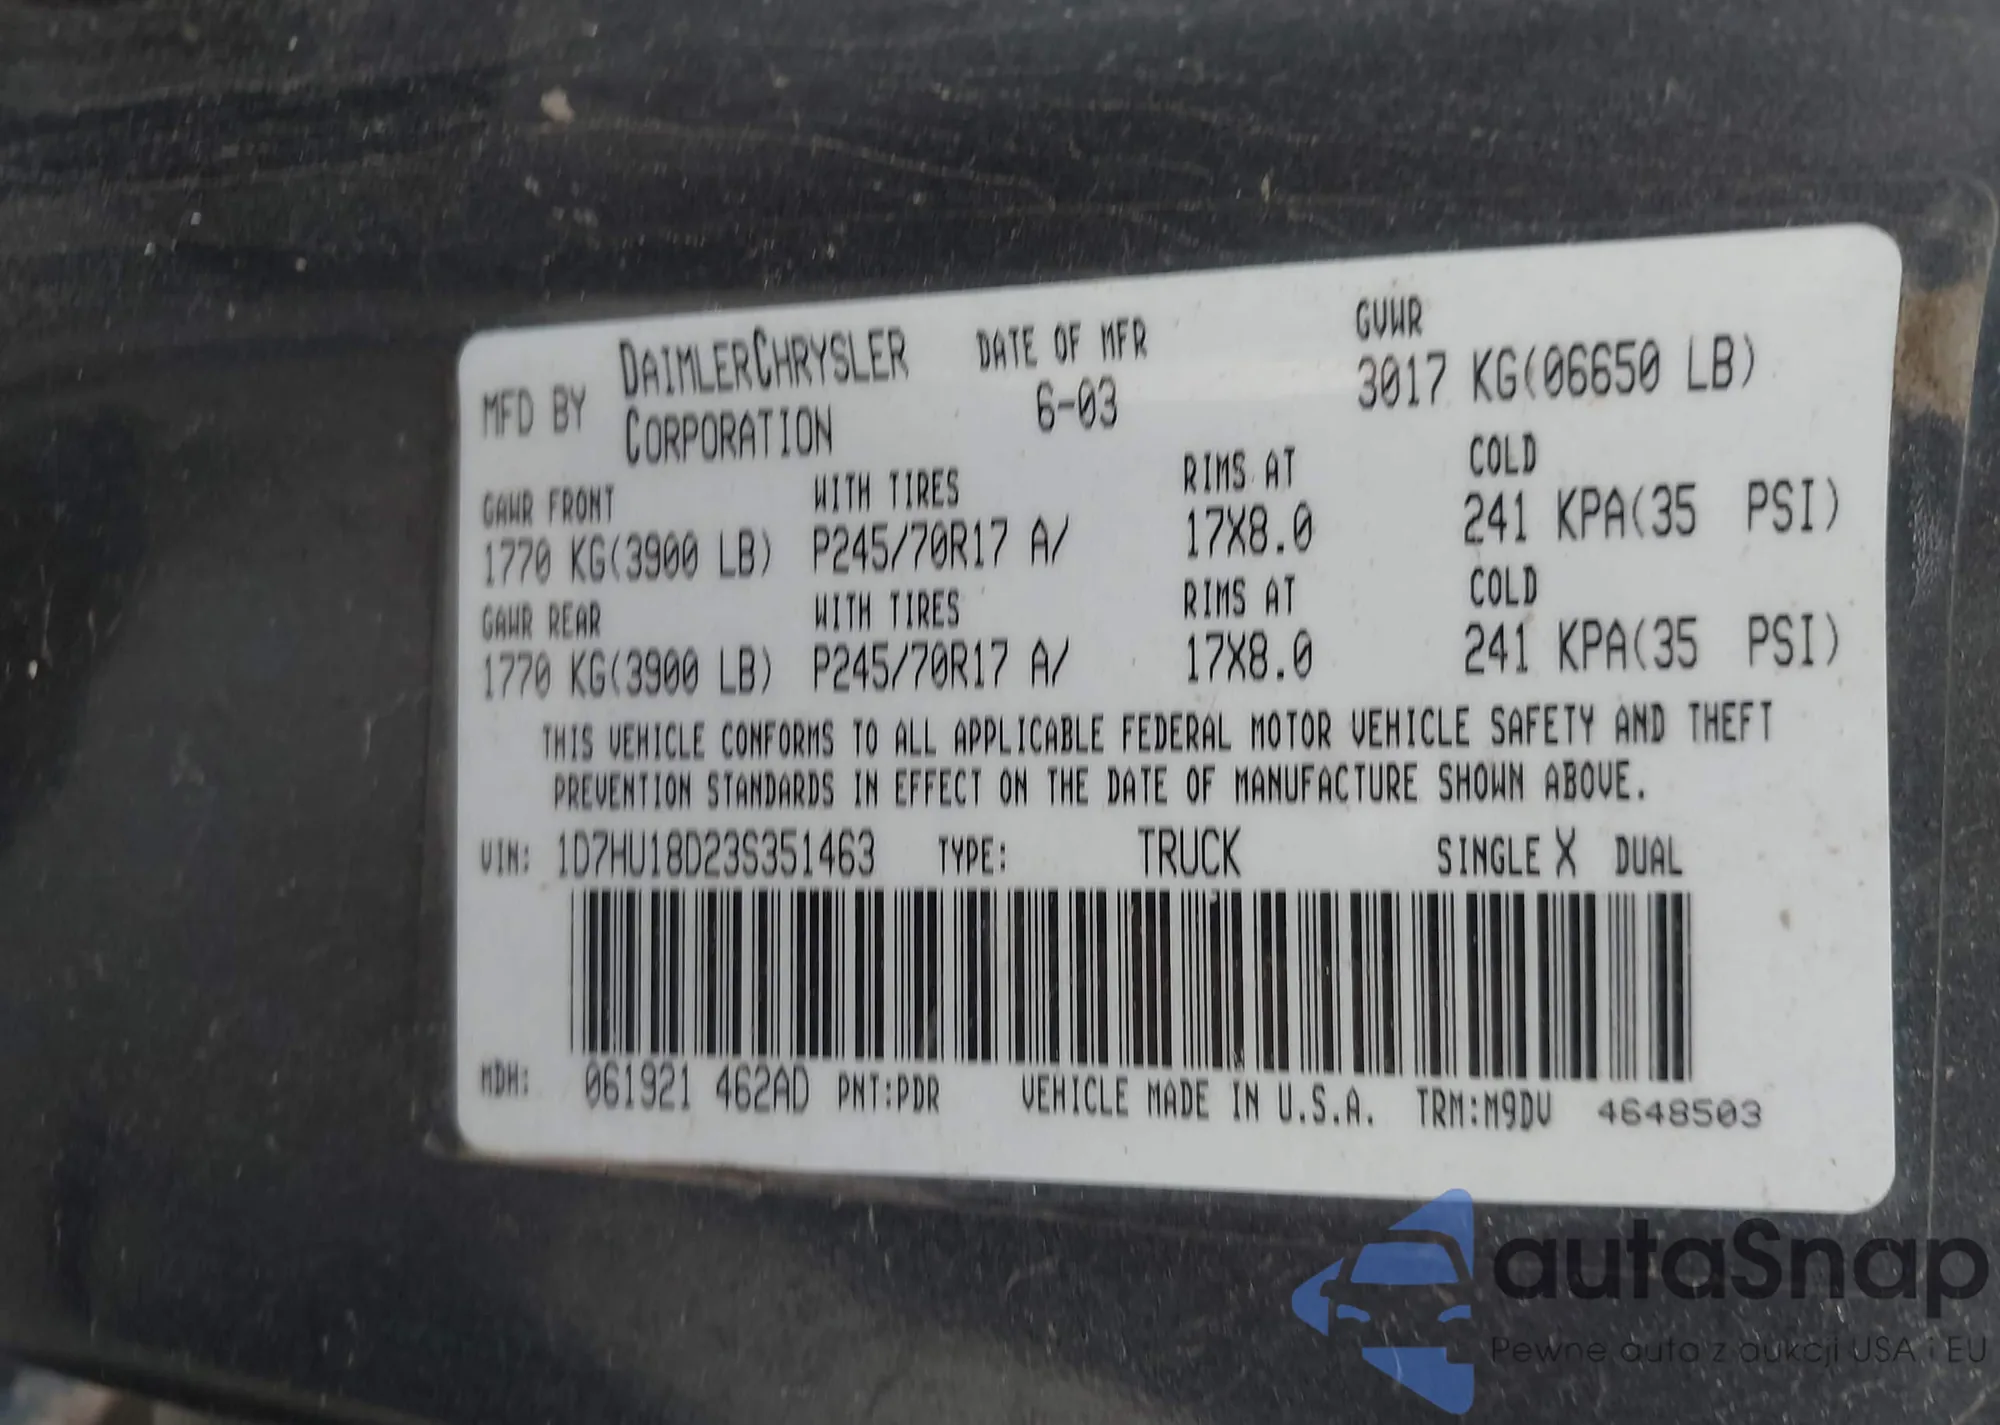 MFD BY DAIMLERCHRYSLER CORPORATION DATE OF MFR 6-03 GVWR 3017 KG(06650 LB)
GAWR FRONT WITH TIRES RIMS AT COLD
1770 KG(3900 LB) P245/70R17 A/ 17X8.0 241 KPA(35 PSI)
GAWR REAR WITH TIRES RIMS AT COLD
1770 KG(3900 LB) P245/70R17 A/ 17X8.0 241 KPA(35 PSI)
THIS VEHICLE CONFORMS TO ALL APPLICABLE FEDERAL MOTOR VEHICLE SAFETY AND THEFT
PREVENTION STANDARDS IN EFFECT ON THE DATE OF MANUFACTURE SHOWN ABOVE.
VIN: 1D7HU18D23S351463 TYPE: TRUCK SINGLE X DUAL
MDH: 061921 462AD PNT:PDR VEHICLE MADE IN U.S.A. TRM:M9DV 4648503
autaSnap
Pewne auta z aukcji USA i EU